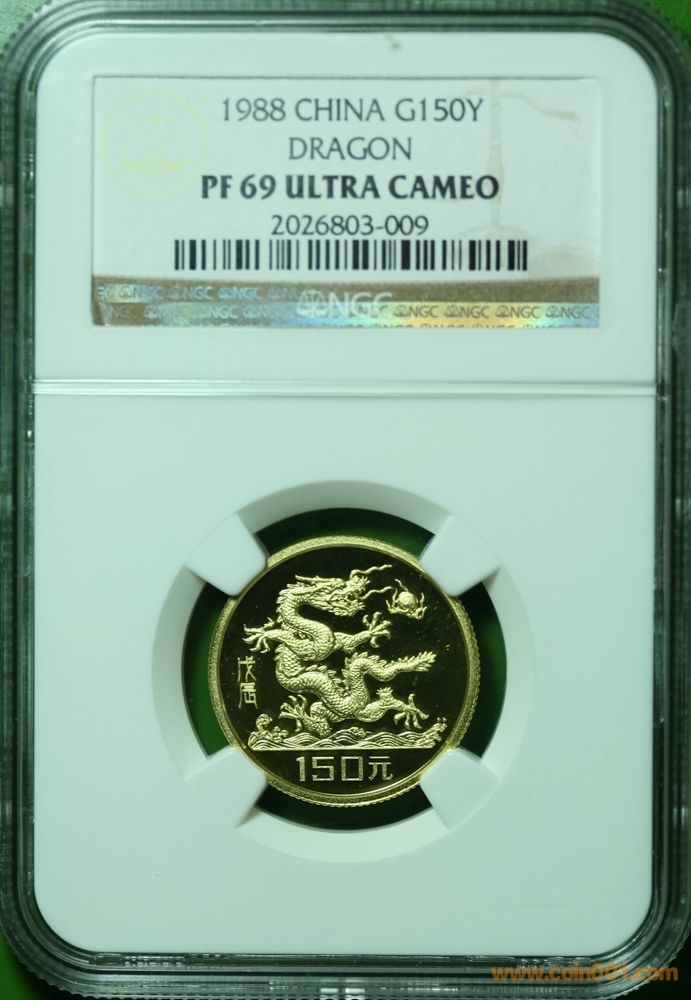 1988 CHINA G150Y
DRAGON
PF 69 ULTRA CAMEO
2026803-009
NGC NGC NGC NGC NGC NGC NGC NGC
戊辰
150元
www.coin001.com